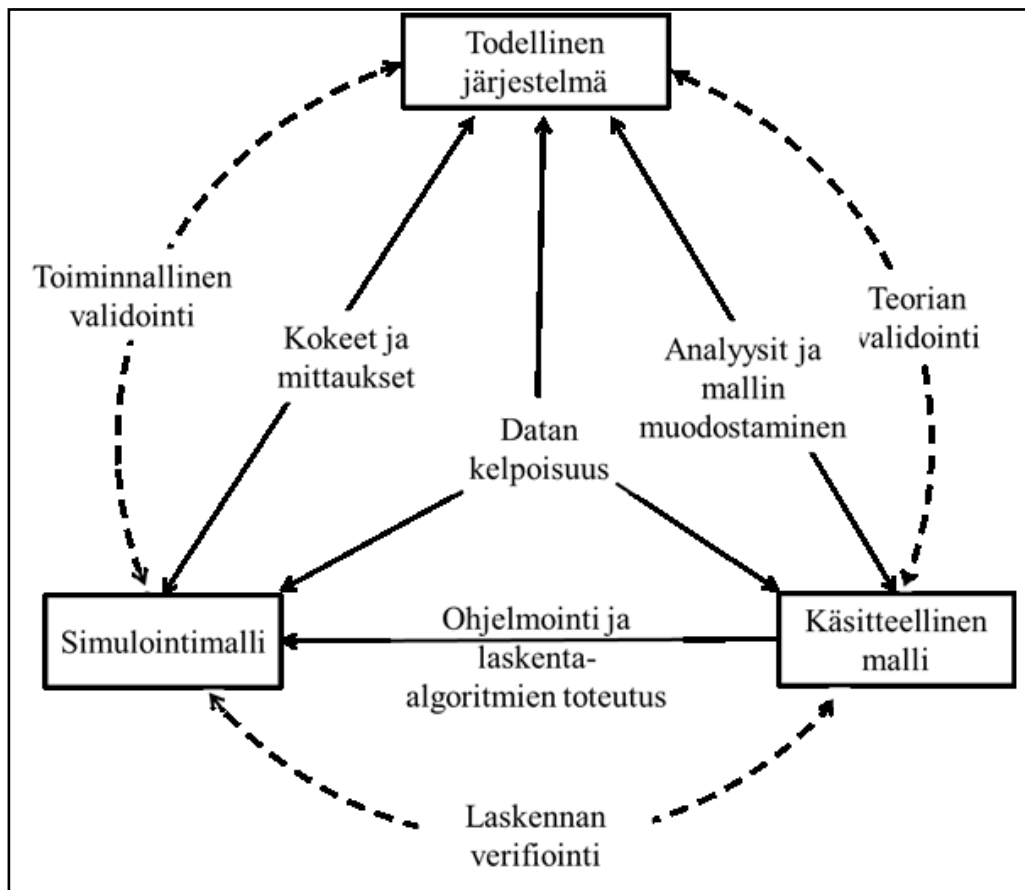 Todellinen
järjestelmä
Toiminnallinen
validointi
Teorian
validointi
Kokeet ja
mittaukset
Analyysit ja
mallin
muodostaminen
Datan
kelpoisuus
Simulointimalli
Ohjelmointi ja
laskenta-
algoritmien toteutus
Käsitteellinen
malli
Laskennan
verifiointi